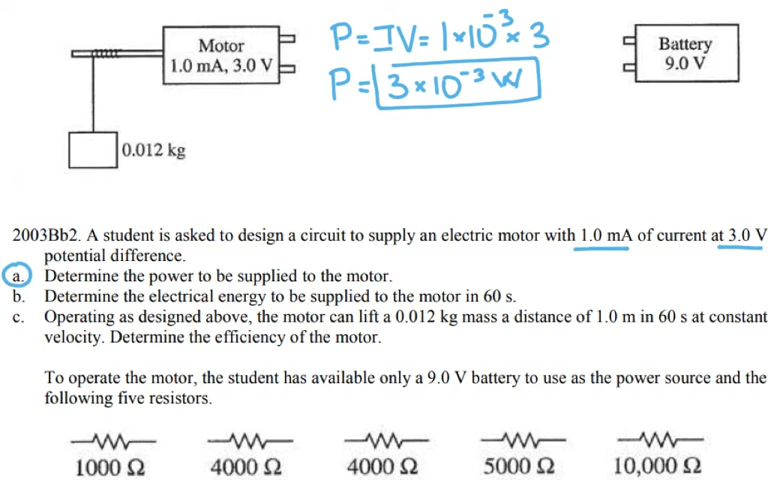 Motor
1.0 mA, 3.0 V
P=IV= 1×10⁻³× 3
P= 3×10⁻³ W
Battery
9.0 V
0.012 kg
2003Bb2. A student is asked to design a circuit to supply an electric motor with 1.0 mA of current at 3.0 V
potential difference.
a. Determine the power to be supplied to the motor.
b. Determine the electrical energy to be supplied to the motor in 60 s.
c. Operating as designed above, the motor can lift a 0.012 kg mass a distance of 1.0 m in 60 s at constant
velocity. Determine the efficiency of the motor.
To operate the motor, the student has available only a 9.0 V battery to use as the power source and the
following five resistors.
1000 Ω 4000 Ω 4000 Ω 5000 Ω 10,000 Ω